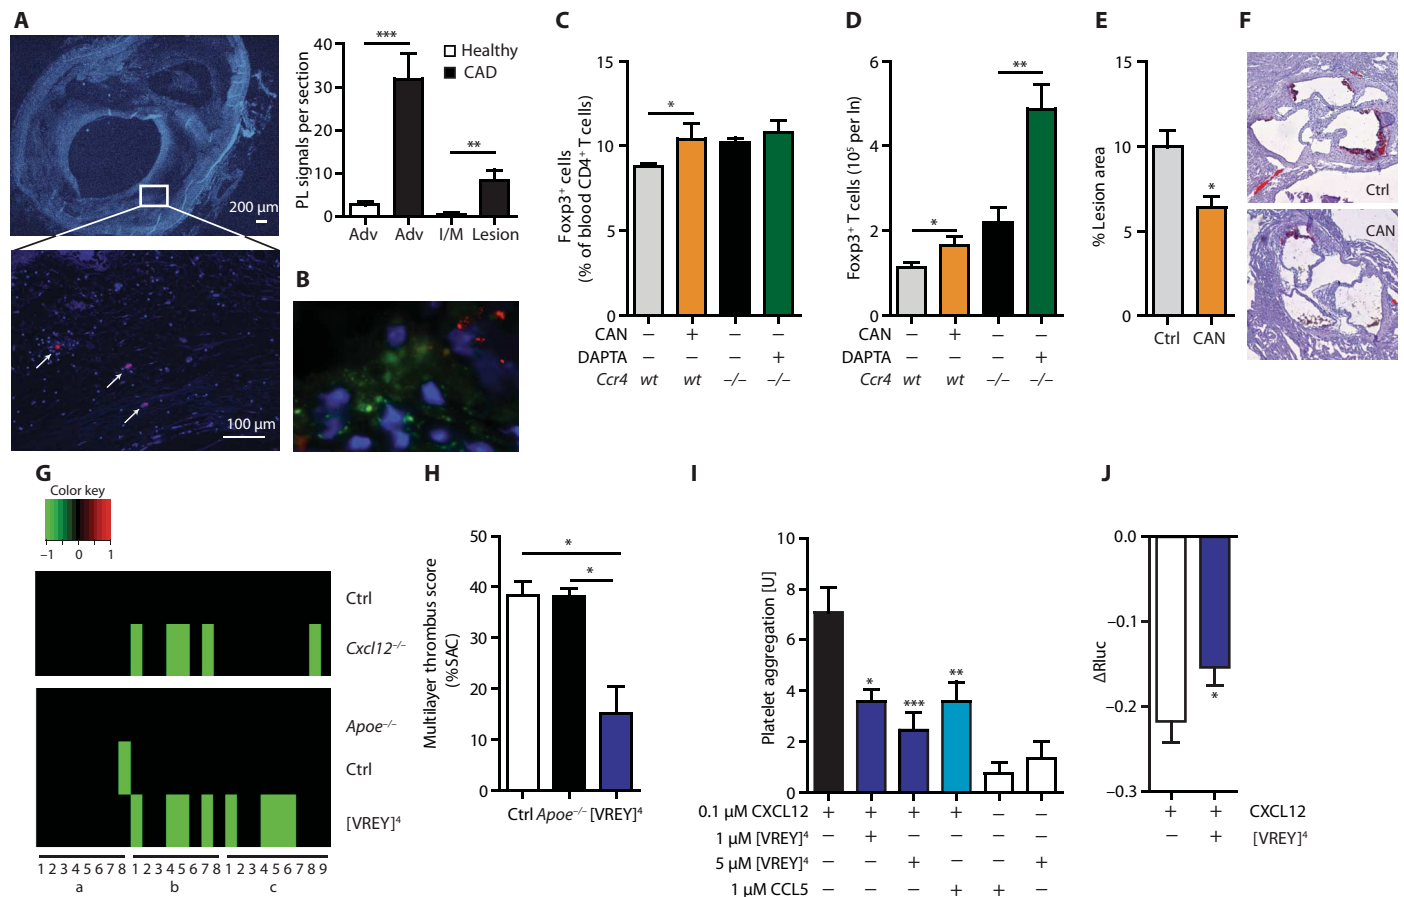 A
200 µm
100 µm
PL signals per section
40
30
20
10
0
***
**
Healthy
CAD
Adv Adv I/M Lesion
B
C
Foxp3⁺ cells
(% of blood CD4⁺ T cells)
15
10
5
0
*
CAN − + − −
DAPTA − − − +
Ccr4 wt wt −/− −/−
D
Foxp3⁺ T cells (10⁵ per ln)
6
4
2
0
*
**
CAN − + − −
DAPTA − − − +
Ccr4 wt wt −/− −/−
E
% Lesion area
15
10
5
0
*
Ctrl CAN
F
Ctrl
CAN
G
Color key
−1 0 1
Ctrl
Cxcl12⁻/⁻
Apoe⁻/⁻
Ctrl
[VREY]⁴
1 2 3 4 5 6 7 8 1 2 3 4 5 6 7 8 1 2 3 4 5 6 7 8 9
a b c
H
Multilayer thrombus score
(%SAC)
50
40
30
20
10
0
*
*
Ctrl Apoe⁻/⁻ [VREY]⁴
I
Platelet aggregation [U]
10
8
6
4
2
0
*
***
**
0.1 µM CXCL12 + + + + − −
1 µM [VREY]⁴ − + − − − −
5 µM [VREY]⁴ − − + − − +
1 µM CCL5 − − − + + −
J
ΔRluc
0.0
−0.1
−0.2
−0.3
*
+ + CXCL12
− + [VREY]⁴